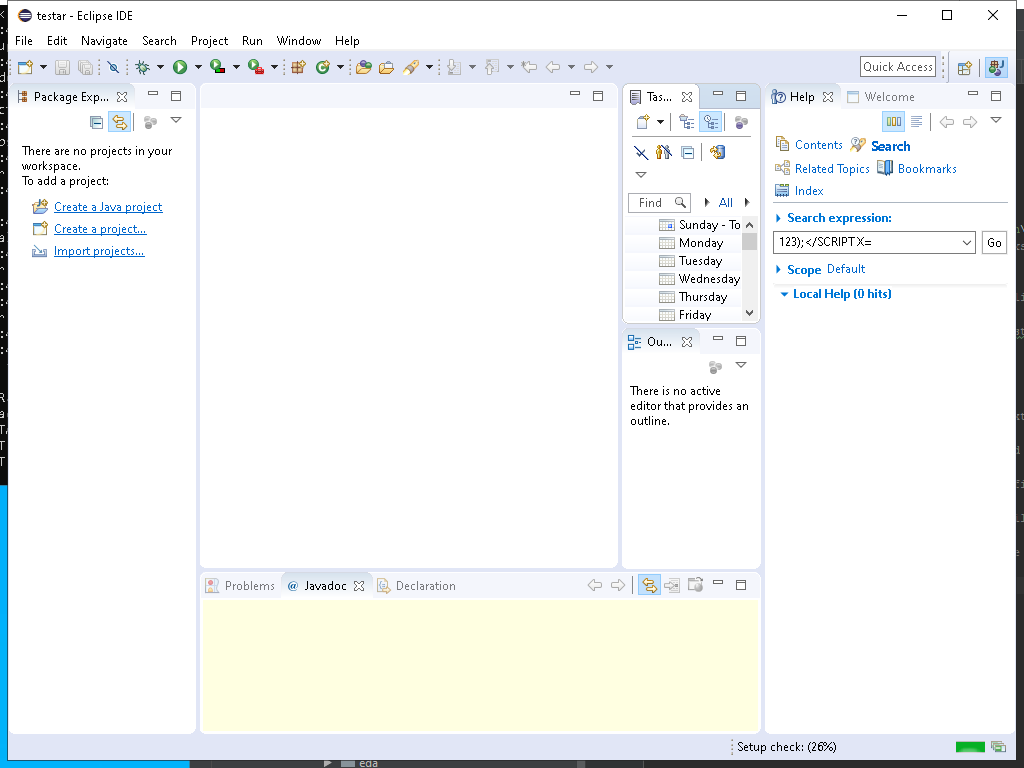 testar - Eclipse IDE
File Edit Navigate Search Project Run Window Help
Quick Access
Package Exp...
There are no projects in your
workspace.
To add a project:
Create a Java project
Create a project...
Import projects...
Tas...
Find
All
Sunday - To
Monday
Tuesday
Wednesday
Thursday
Friday
Ou...
There is no active
editor that provides an
outline.
Help Welcome
Contents Search
Related Topics Bookmarks
Index
Search expression:
123);</SCRIPT X=
Go
Scope Default
Local Help (0 hits)
Problems @ Javadoc Declaration
Setup check: (26%)
eda